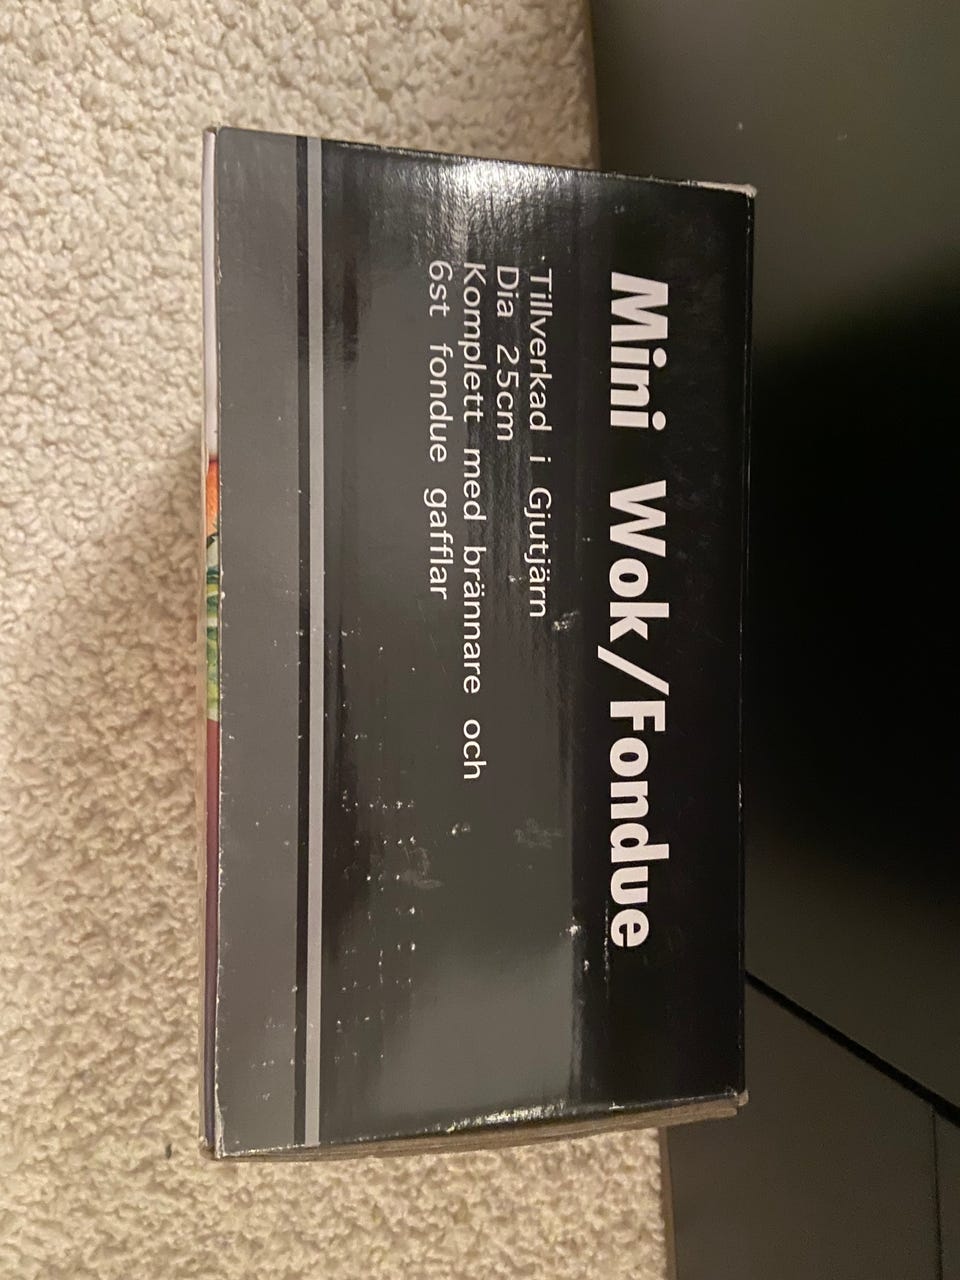 Mini Wok/Fondue
Tillverkad i Gjutjärn
Dia 25cm
Komplett med brännare och
6st fondue gafflar